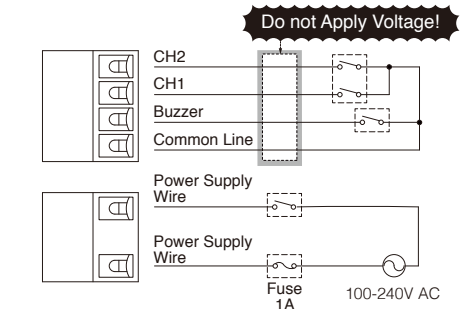 Do not Apply Voltage!
CH2
CH1
Buzzer
Common Line
Power Supply
Wire
Power Supply
Wire
Fuse
1A
100-240V AC